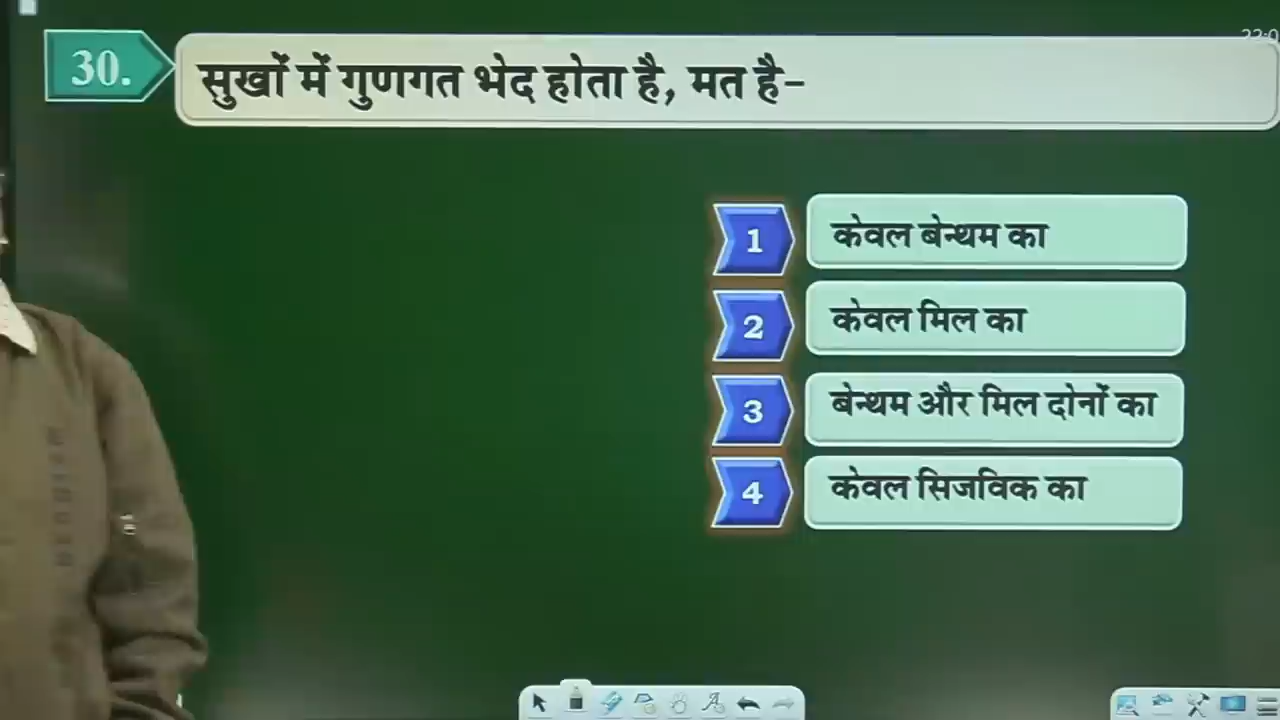 30.
सुखों में गुणगत भेद होता है, मत है-
1 केवल बेन्थम का
2 केवल मिल का
3 बेन्थम और मिल दोनों का
4 केवल सिजविक का